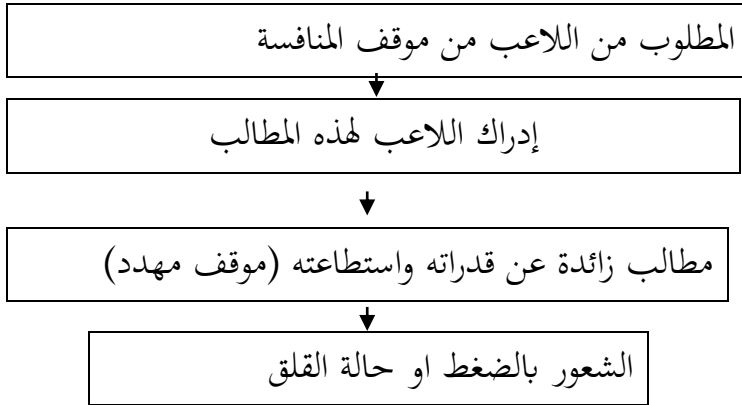 المطلوب من اللاعب من موقف المنافسة
إدراك اللاعب لهذه المطالب
مطالب زائدة عن قدراته واستطاعته (موقف مهدد)
الشعور بالضغط او حالة القلق